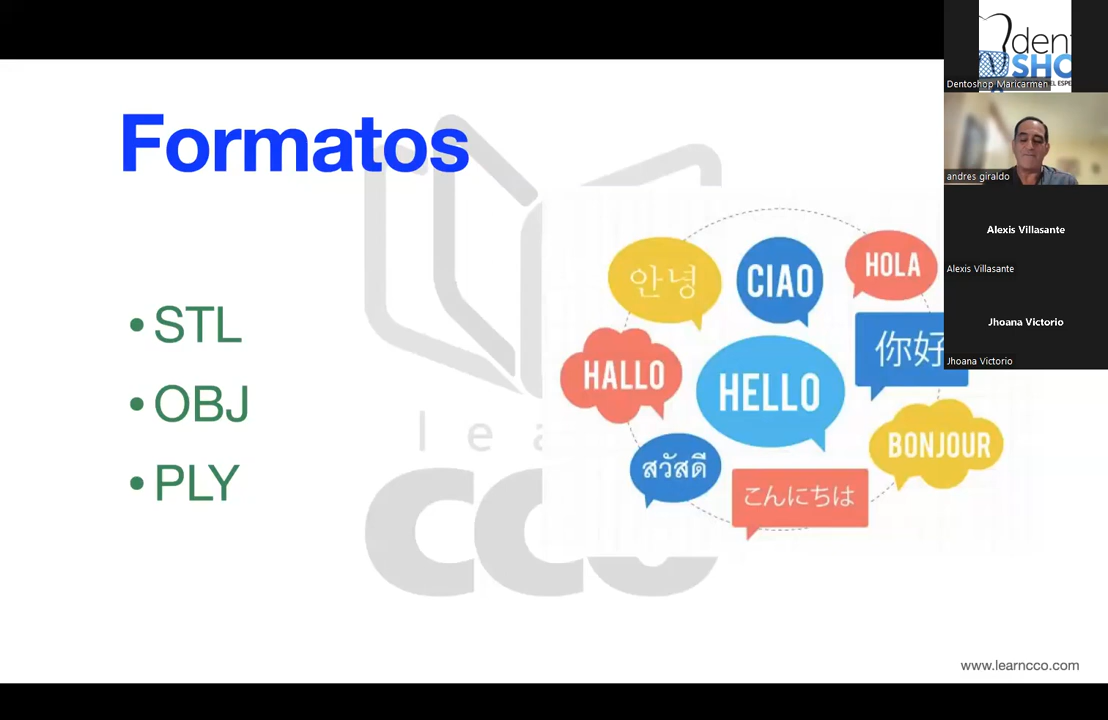 Formatos
• STL
• OBJ
• PLY
안녕
CIAO
HOLA
HALLO
HELLO
你好
สวัสดี
こんにちは
BONJOUR
cco
www.learncco.com
Dentoshop Maricarmen
andres giraldo
Alexis Villasante
Alexis Villasante
Jhoana Victorio
Jhoana Victorio